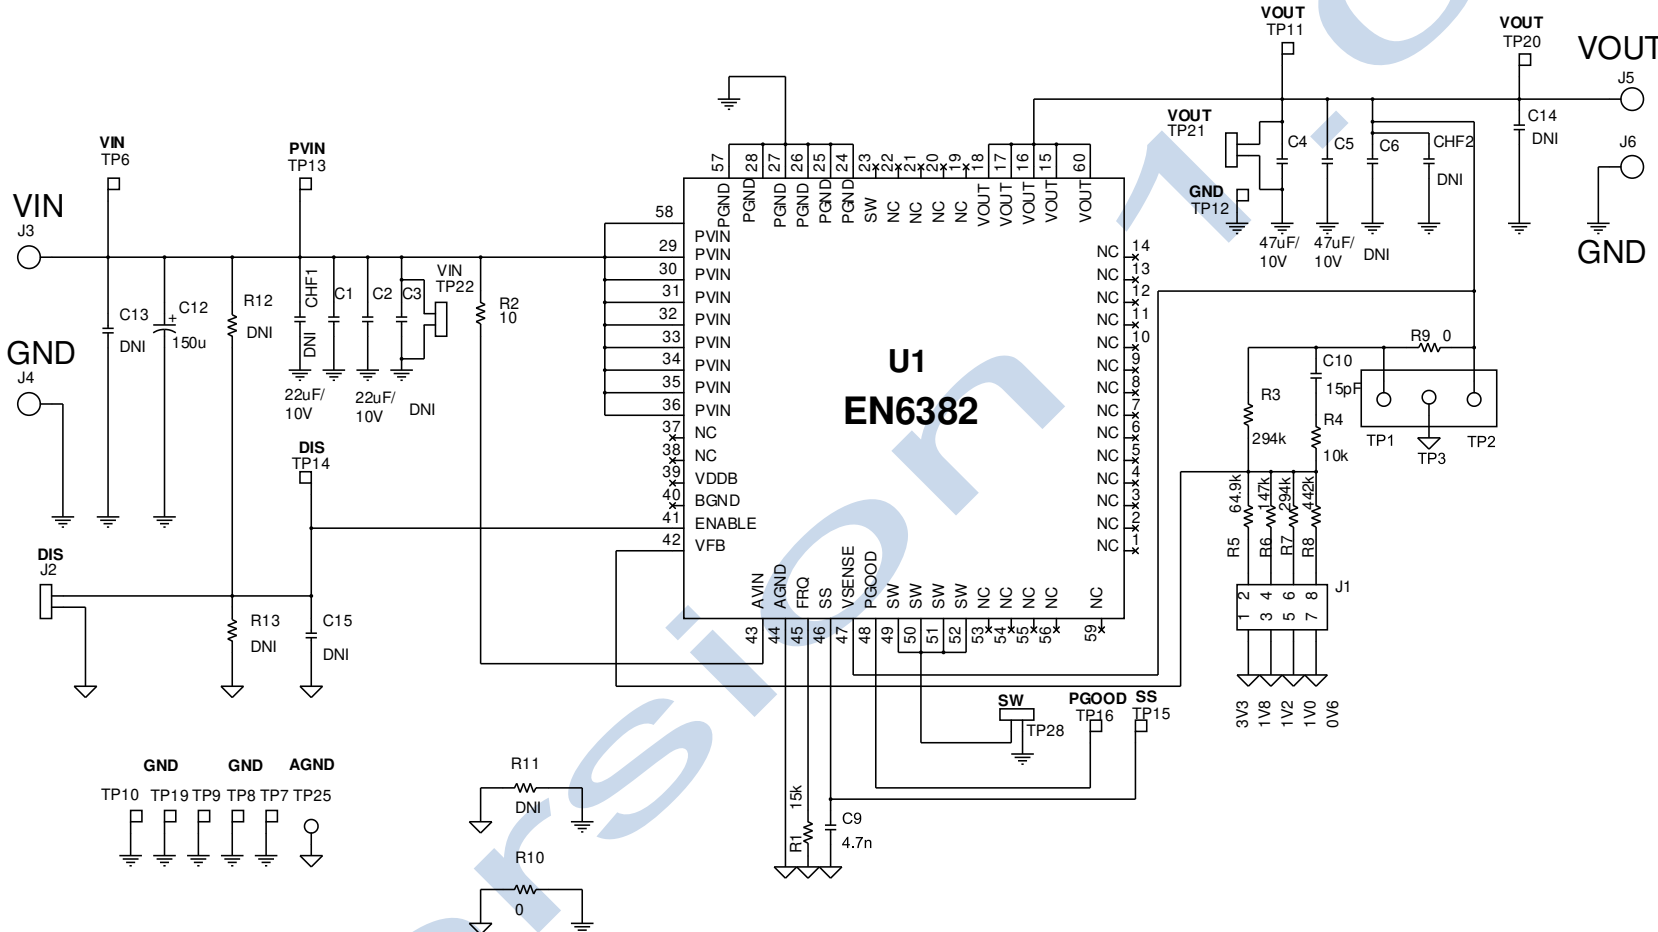 VOUT
TP11
VOUT
TP20
VOUT
J5
VOUT
TP21
C4
C5
C6
CHF2
DNI
C14
DNI
J6
GND
TP12
47uF/
10V
47uF/
10V
DNI
GND
VIN
TP6
PVIN
TP13
VIN
J3
C13
DNI
C12
+
150u
R12
DNI
CHF1
DNI
C1
C2
C3
VIN
TP22
R2
10
22uF/
10V
22uF/
10V
DNI
GND
J4
DIS
TP14
DIS
J2
R13
DNI
C15
DNI
57
28
27
26
25
24
23
22
21
20
19
18
17
16
15
60
PGND
PGND
PGND
PGND
PGND
PGND
SW
NC
NC
NC
NC
VOUT
VOUT
VOUT
VOUT
VOUT
58
PVIN
29
PVIN
30
PVIN
31
PVIN
32
PVIN
33
PVIN
34
PVIN
35
PVIN
36
PVIN
37
NC
38
NC
39
VDDB
40
BGND
41
ENABLE
42
VFB
U1
EN6382
NC 14
NC 13
NC 12
NC 11
NC 10
NC 9
NC 8
NC 7
NC 6
NC 5
NC 4
NC 3
NC 2
NC 1
AVIN
AGND
FRQ
SS
VSENSE
PGOOD
SW
SW
SW
SW
NC
NC
NC
NC
NC
43
44
45
46
47
48
49
50
51
52
53
54
55
56
59
R9 0
C10
15pF
R3
294k
R4
10k
TP1
TP3
TP2
64.9k
147k
294k
442k
R5
R6
R7
R8
J1
2
4
6
8
1
3
5
7
3V3
1V8
1V2
1V0
0V6
SW
TP28
PGOOD
TP16
SS
TP15
R1
15k
C9
4.7n
GND
GND
AGND
TP10
TP19
TP9
TP8
TP7
TP25
R11
DNI
R10
0